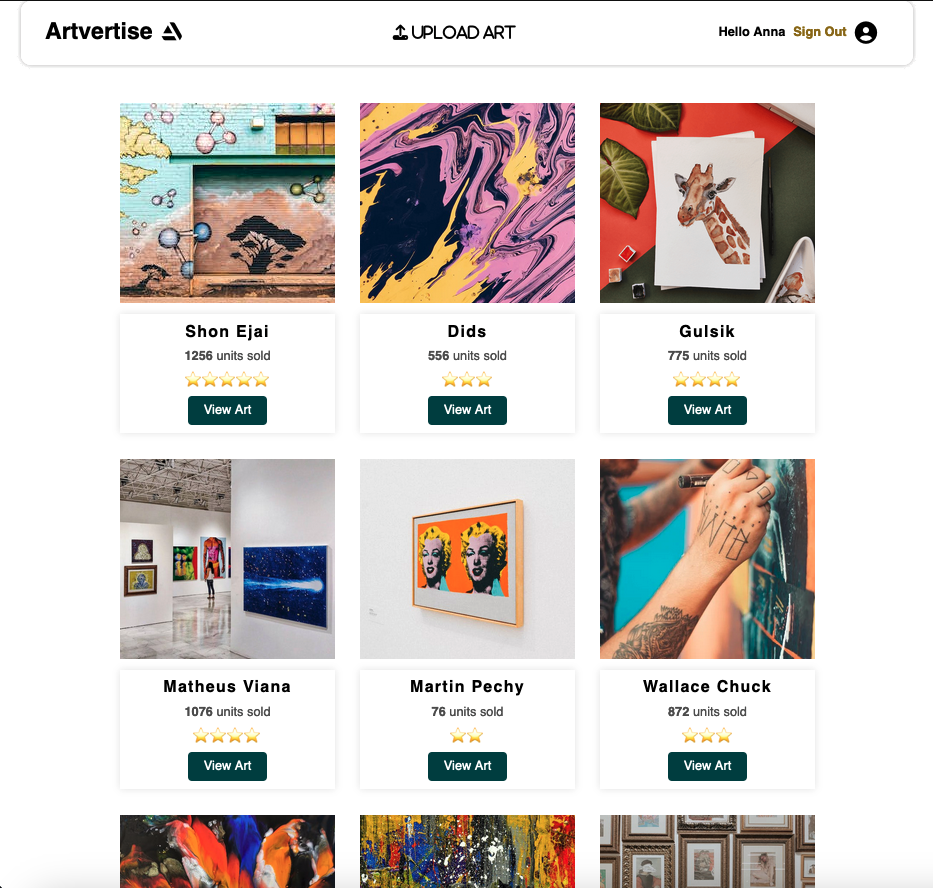 Artvertise
UPLOAD ART
Hello Anna Sign Out
Shon Ejai
1256 units sold
View Art
Dids
556 units sold
View Art
Gulsik
775 units sold
View Art
Matheus Viana
1076 units sold
View Art
Martin Pechy
76 units sold
View Art
Wallace Chuck
872 units sold
View Art